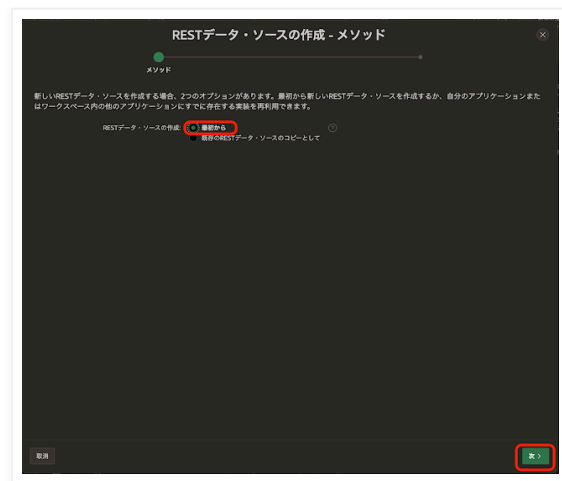 RESTデータ・ソースの作成 - メソッド
メソッド
新しいRESTデータ・ソースを作成する場合、2つのオプションがあります。最初から新しいRESTデータ・ソースを作成するか、自分のアプリケーションまた
はワークスペース内の他のアプリケーションにすでに存在する実装を再利用できます。
RESTデータ・ソースの作成: 最初から
既存のRESTデータ・ソースのコピーとして
取消
次 >